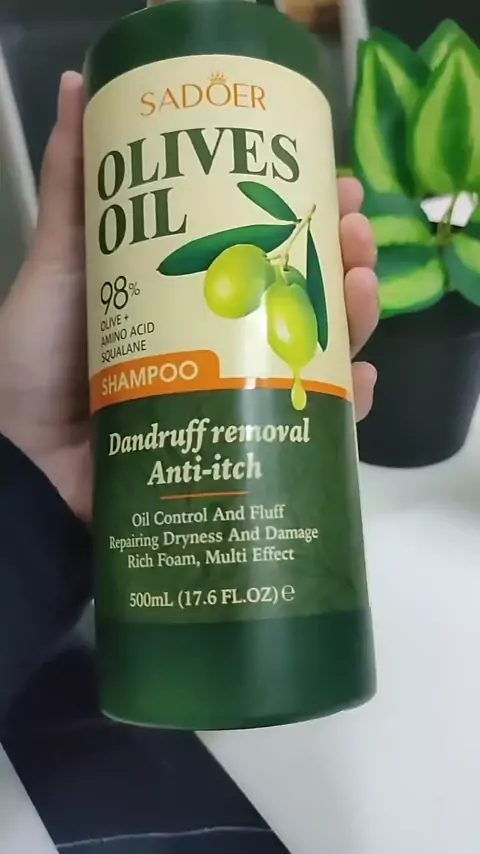 SADOER
OLIVES
OIL
98%
OLIVE +
AMINO ACID
SQUALANE
SHAMPOO
Dandruff removal
Anti-itch
Oil Control And Fluff
Repairing Dryness And Damage
Rich Foam, Multi Effect
500mL (17.6 FL.OZ) ℮